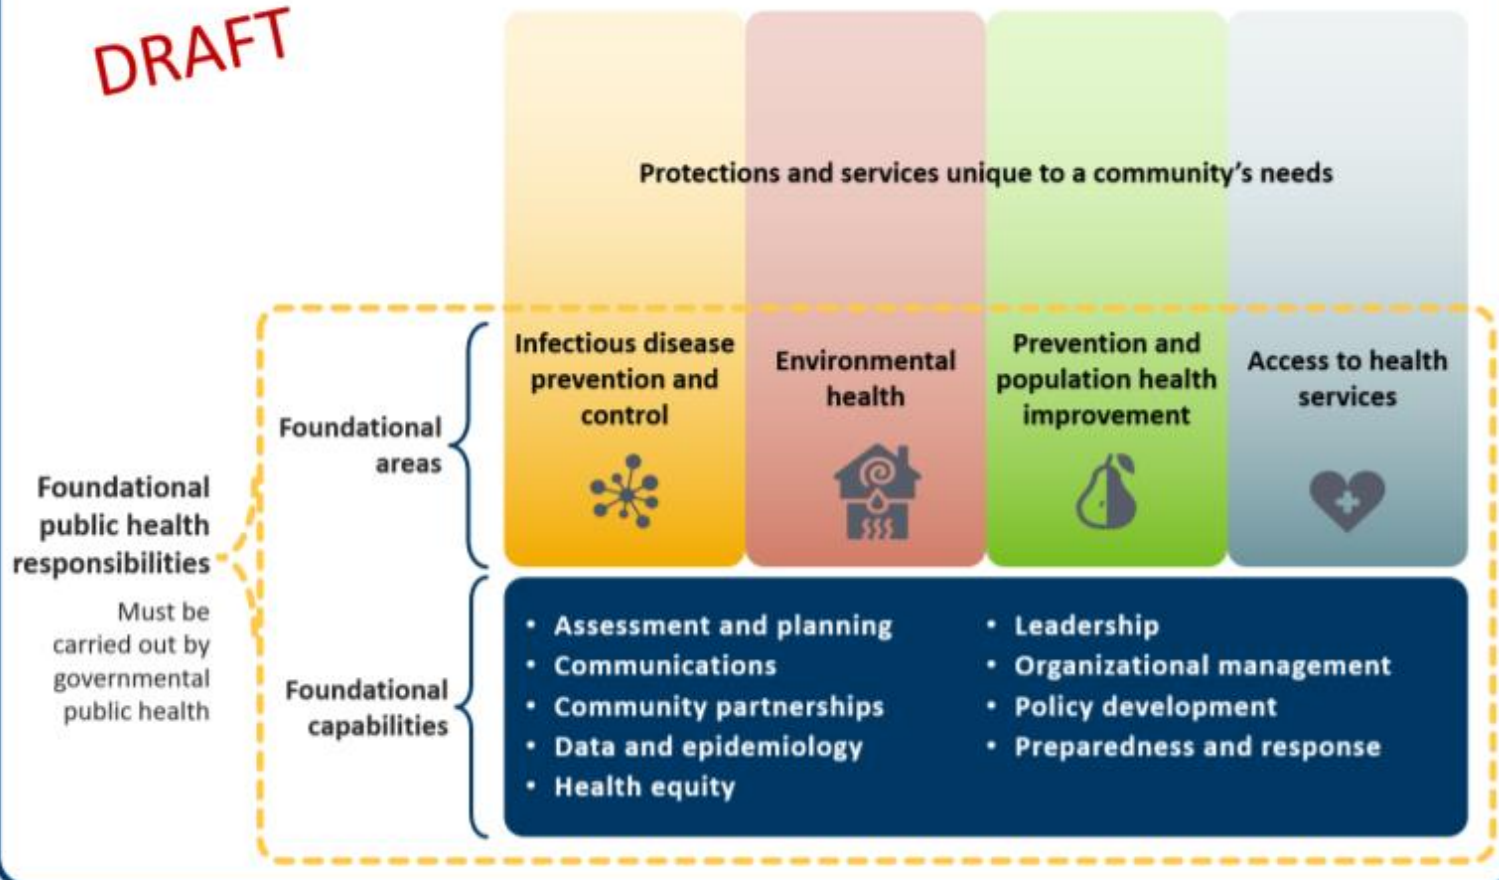 DRAFT
Protections and services unique to a community’s needs
Infectious disease
prevention and
control
Environmental
health
Prevention and
population health
improvement
Access to health
services
Foundational
areas
Foundational
public health
responsibilities
Must be
carried out by
governmental
public health
Foundational
capabilities
• Assessment and planning
• Communications
• Community partnerships
• Data and epidemiology
• Health equity
• Leadership
• Organizational management
• Policy development
• Preparedness and response